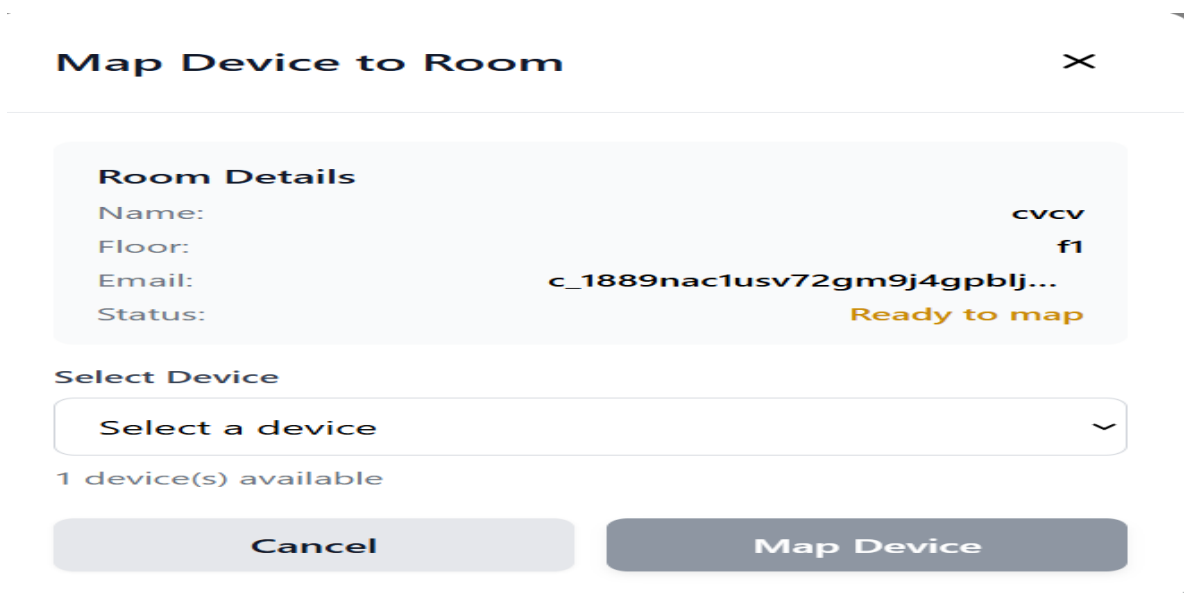 Map Device to Room
Room Details
Name: cvcv
Floor: f1
Email: c_1889nac1usv72gm9j4gpblj...
Status: Ready to map
Select Device
Select a device
1 device(s) available
Cancel Map Device